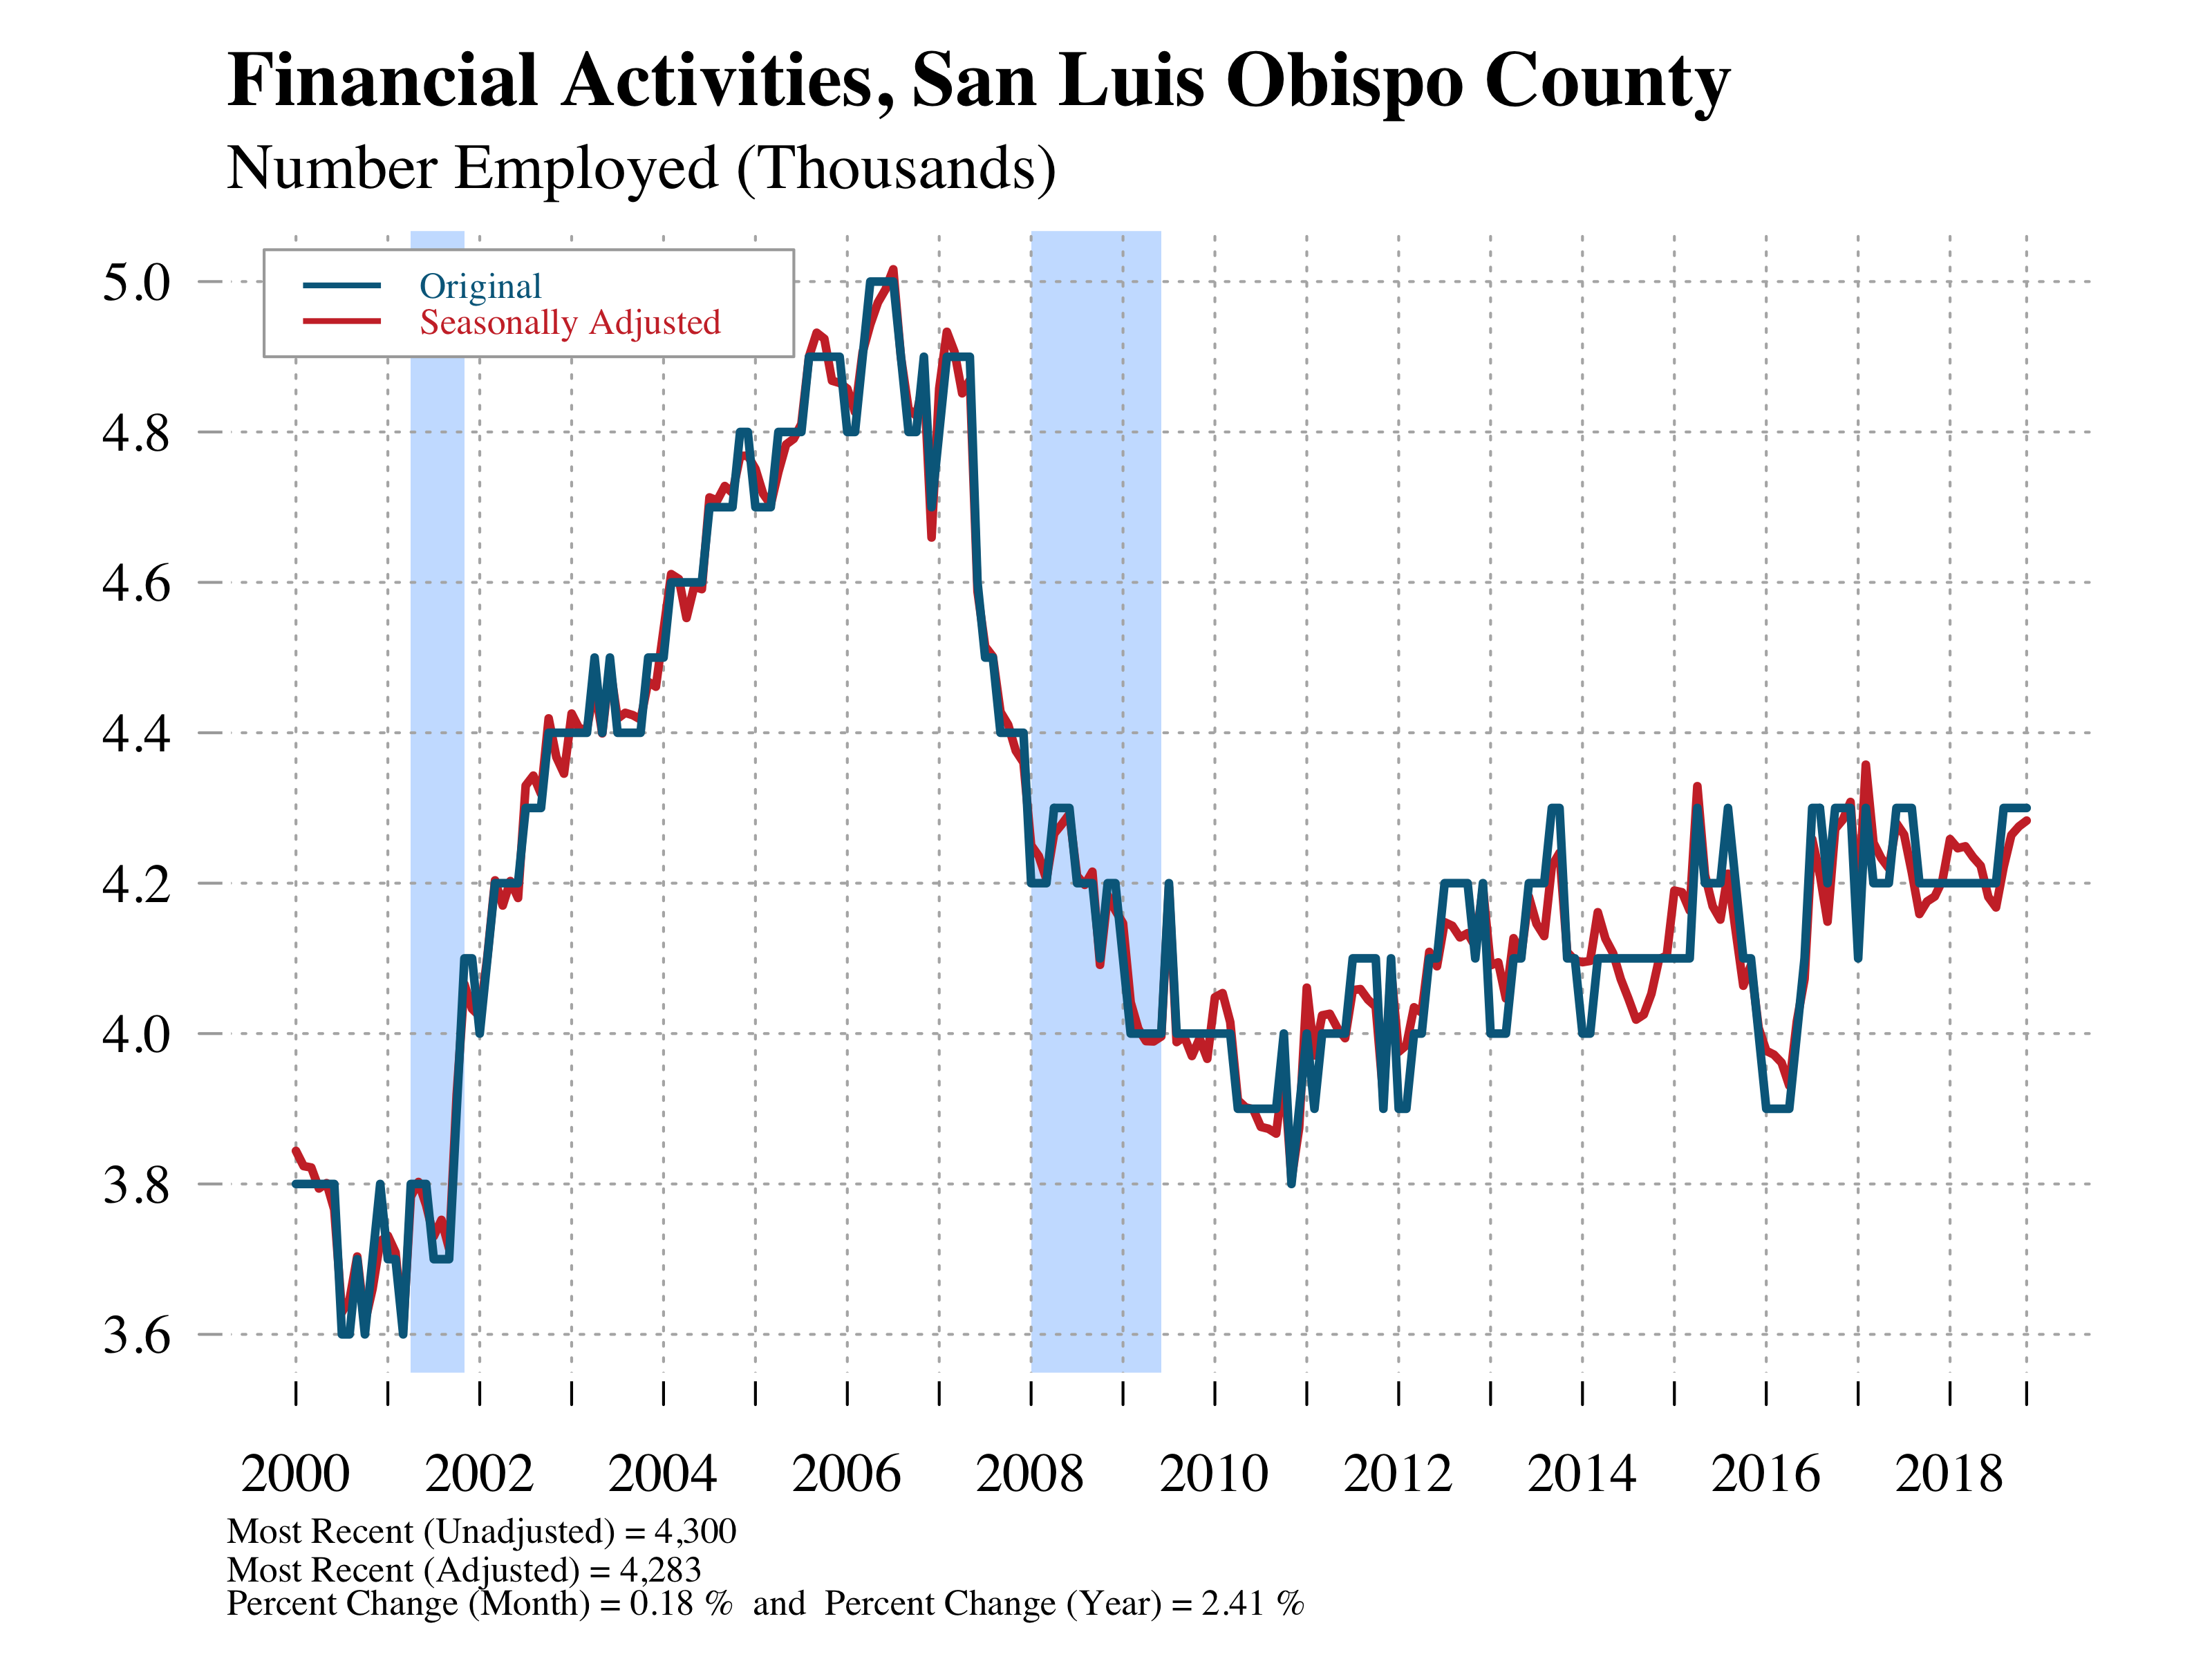 Financial Activities, San Luis Obispo County
Number Employed (Thousands)
Original
Seasonally Adjusted
5.0
4.8
4.6
4.4
4.2
4.0
3.8
3.6
2000 2002 2004 2006 2008 2010 2012 2014 2016 2018
Most Recent (Unadjusted) = 4,300
Most Recent (Adjusted) = 4,283
Percent Change (Month) = 0.18 % and Percent Change (Year) = 2.41 %